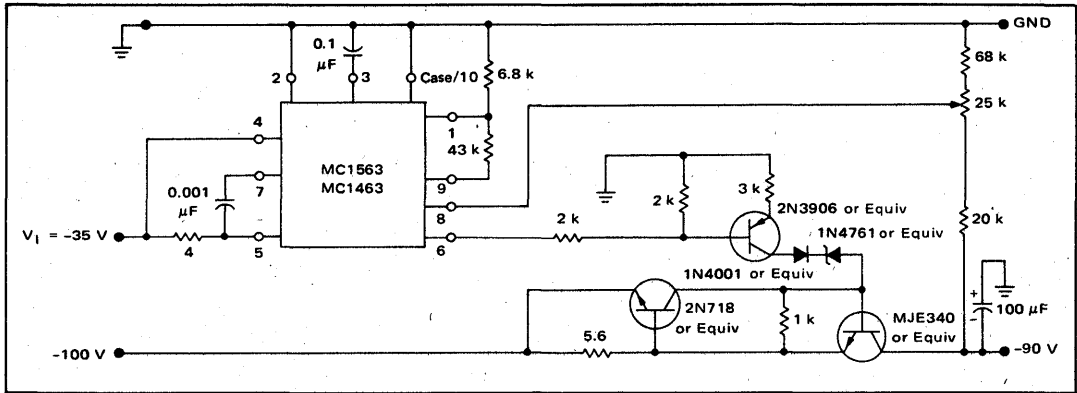 GND
0.1
µF
2
3
Case/10
6.8 k
68 k
25 k
4
1
43 k
MC1563
MC1463
7
9
0.001
µF
8
3 k
2 k
2N3906 or Equiv
2 k
20 k
V_I = -35 V
4
5
6
1N4761 or Equiv
1N4001 or Equiv
2N718
or Equiv
1 k
MJE340
or Equiv
+
100 µF
-
5.6
-100 V
-90 V